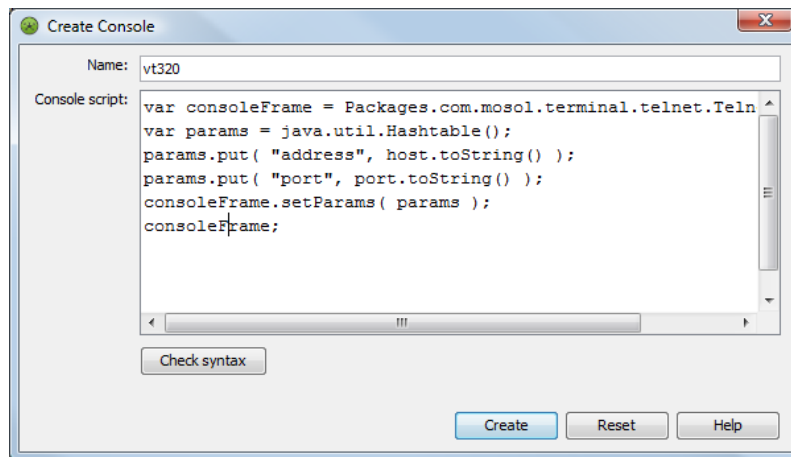 Create Console
Name: vt320
Console script:
var consoleFrame = Packages.com.mosol.terminal.telnet.Teln
var params = java.util.Hashtable();
params.put( "address", host.toString() );
params.put( "port", port.toString() );
consoleFrame.setParams( params );
consoleFrame;
Check syntax
Create Reset Help